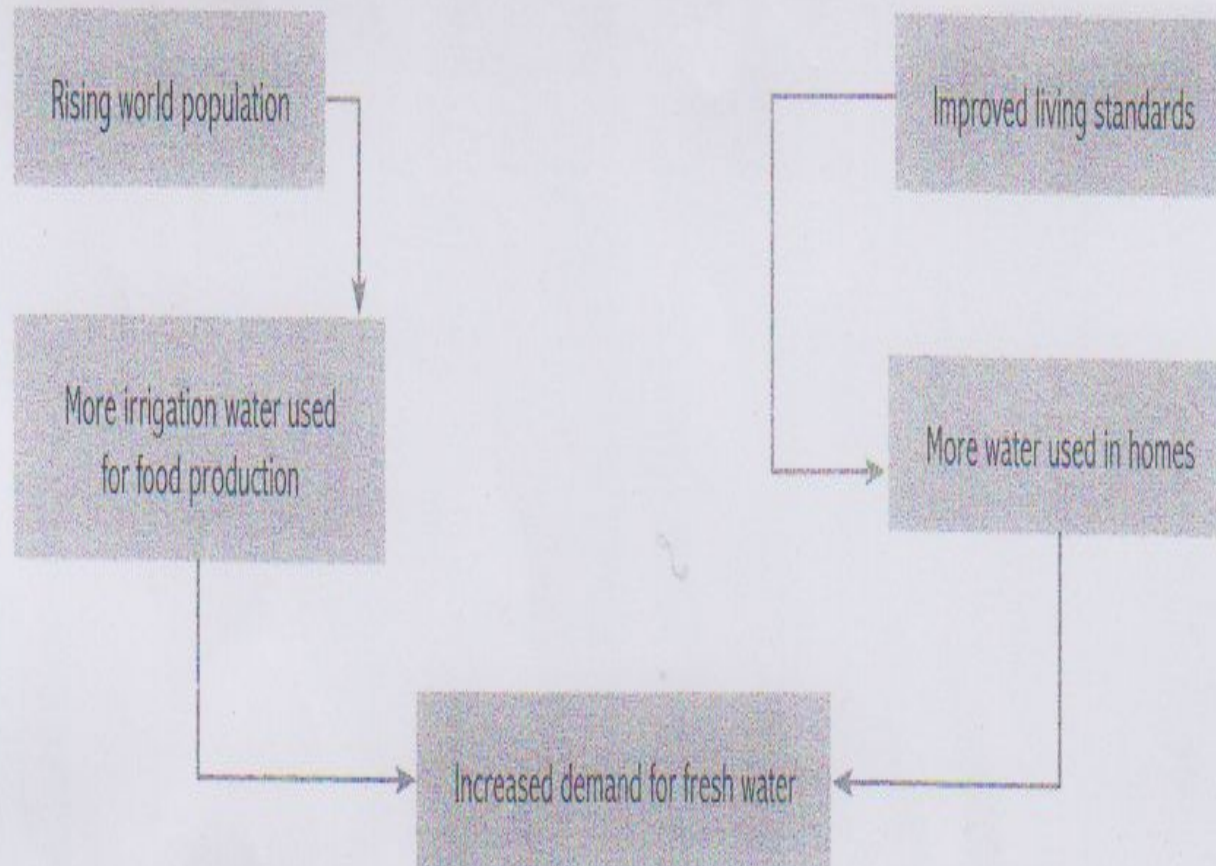 Rising world population
Improved living standards
More irrigation water used
for food production
More water used in homes
Increased demand for fresh water